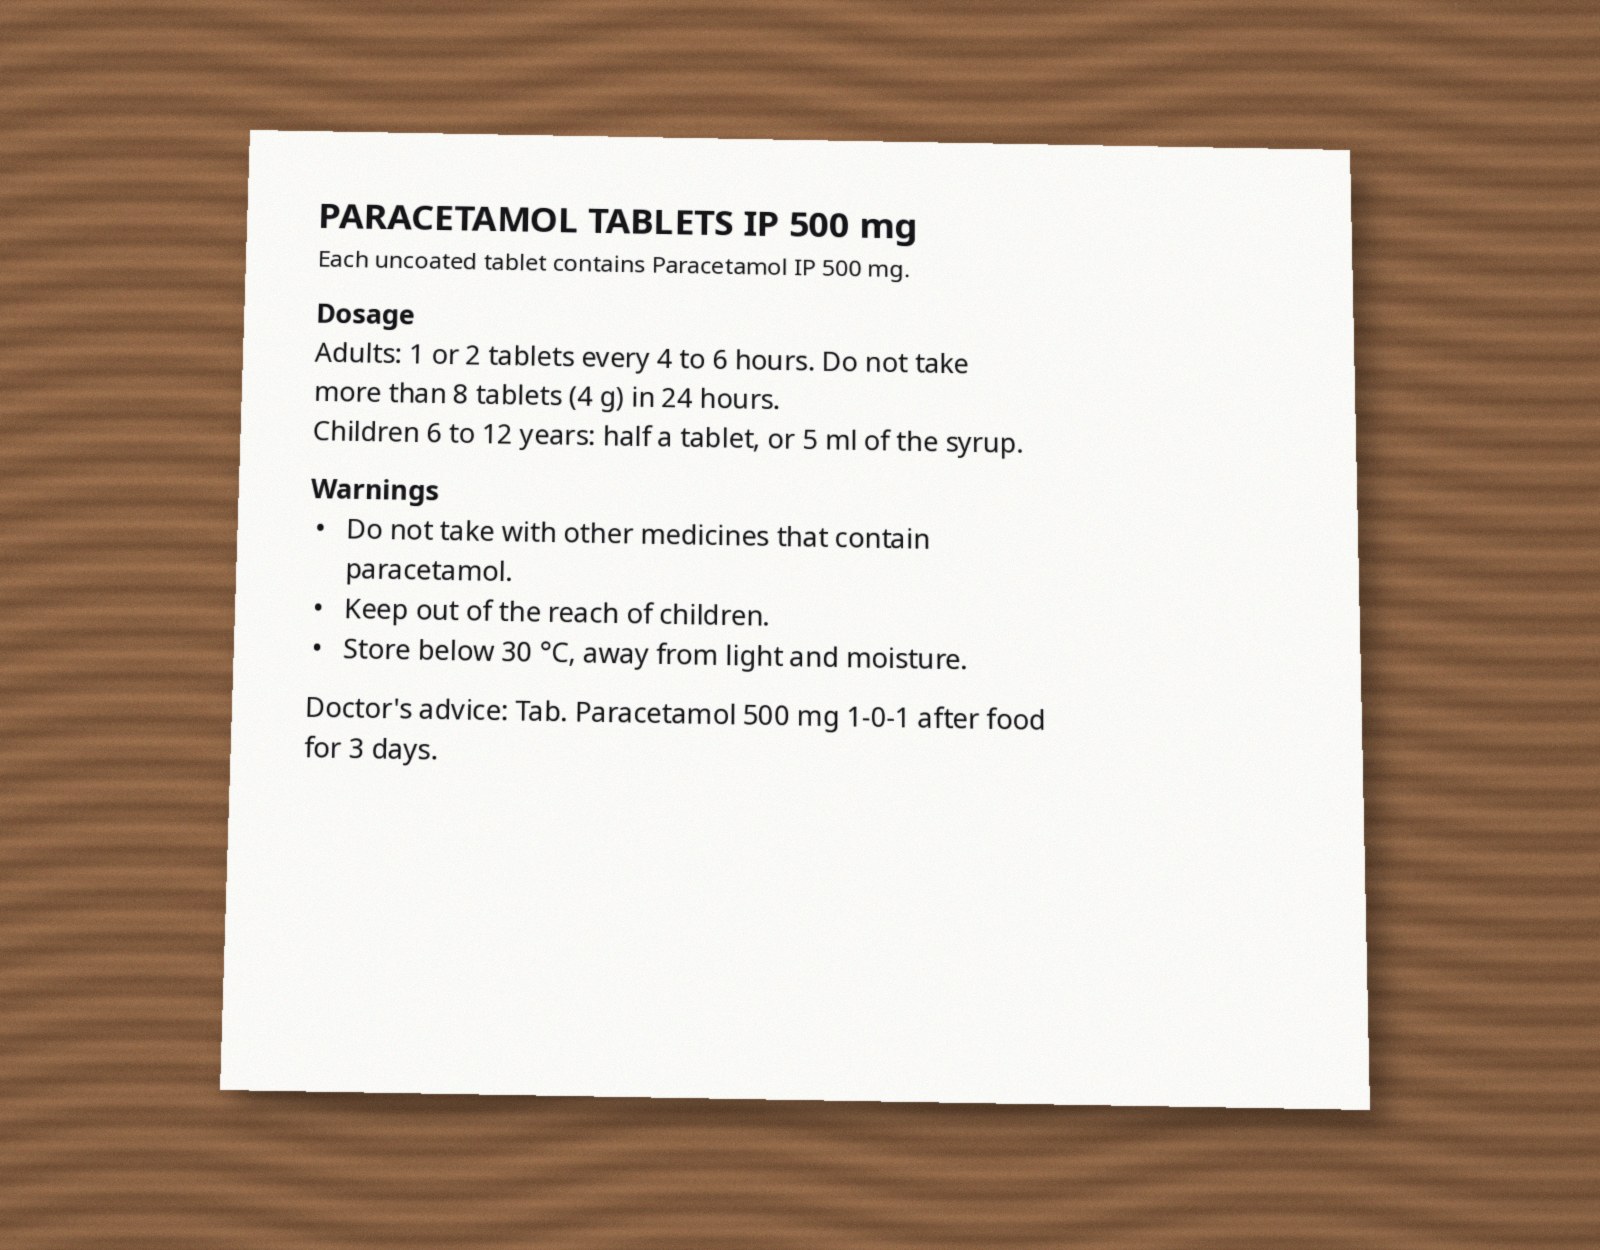 PARACETAMOL TABLETS IP 500 mg
Each uncoated tablet contains Paracetamol IP 500 mg.
Dosage
Adults: 1 or 2 tablets every 4 to 6 hours. Do not take
more than 8 tablets (4 g) in 24 hours.
Children 6 to 12 years: half a tablet, or 5 ml of the syrup.
Warnings
• Do not take with other medicines that contain
paracetamol.
• Keep out of the reach of children.
• Store below 30 °C, away from light and moisture.
Doctor's advice: Tab. Paracetamol 500 mg 1-0-1 after food
for 3 days.